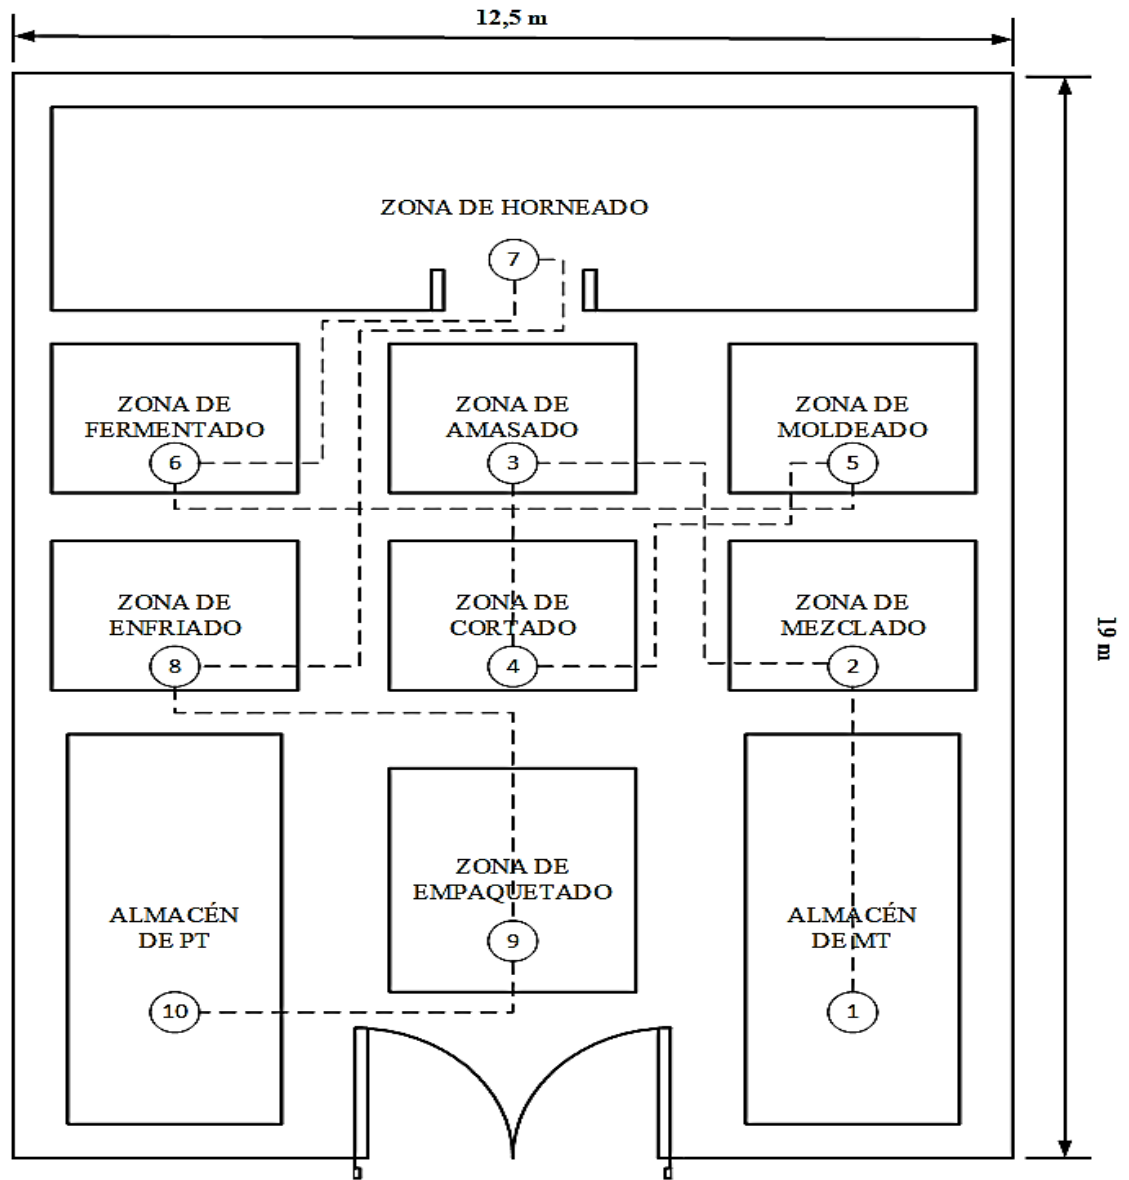 12,5 m
ZONA DE HORNEADO
7
ZONA DE
FERMENTADO
6
ZONA DE
AMASADO
3
ZONA DE
MOLDEADO
5
ZONA DE
ENFRIADO
8
ZONA DE
CORTADO
4
ZONA DE
MEZCLADO
2
19 m
ALMACÉN
DE PT
10
ZONA DE
EMPAQUETADO
9
ALMACÉN
DE MT
1